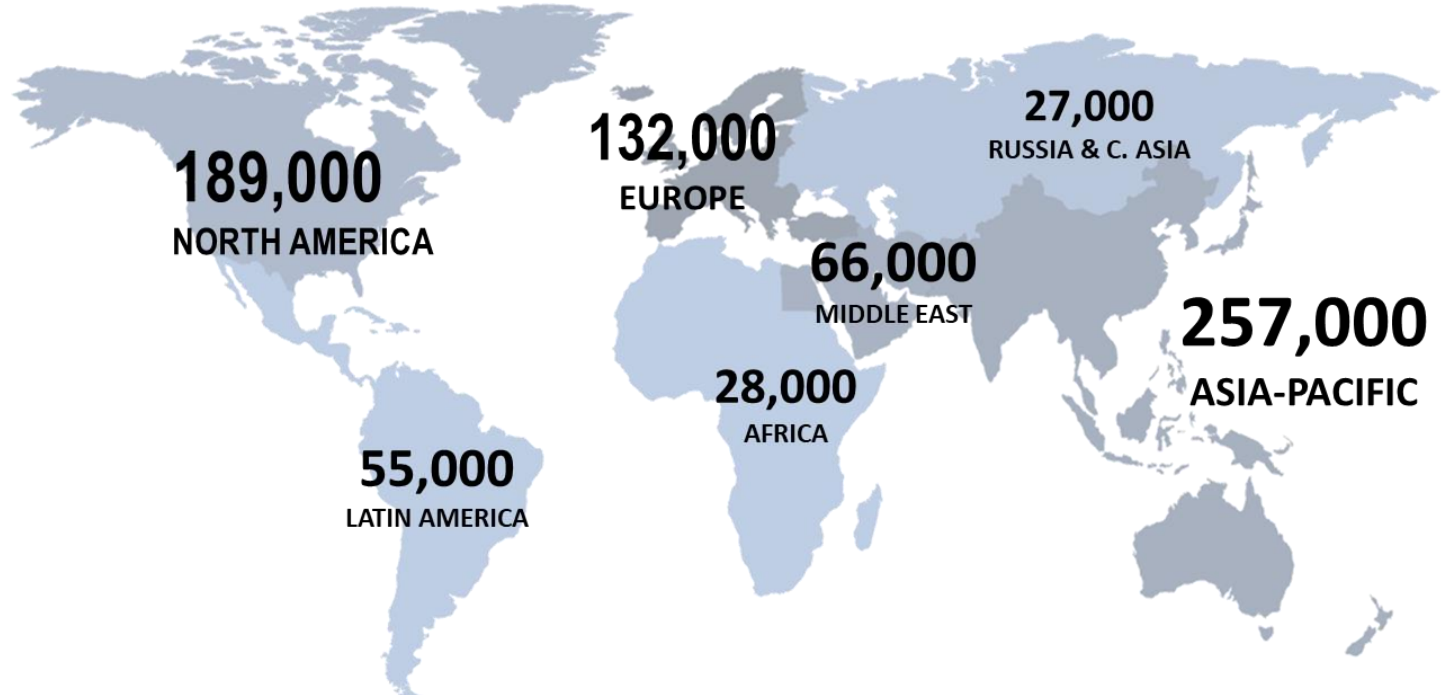 27,000
RUSSIA & C. ASIA
132,000
EUROPE
189,000
NORTH AMERICA
66,000
MIDDLE EAST
257,000
ASIA-PACIFIC
28,000
AFRICA
55,000
LATIN AMERICA